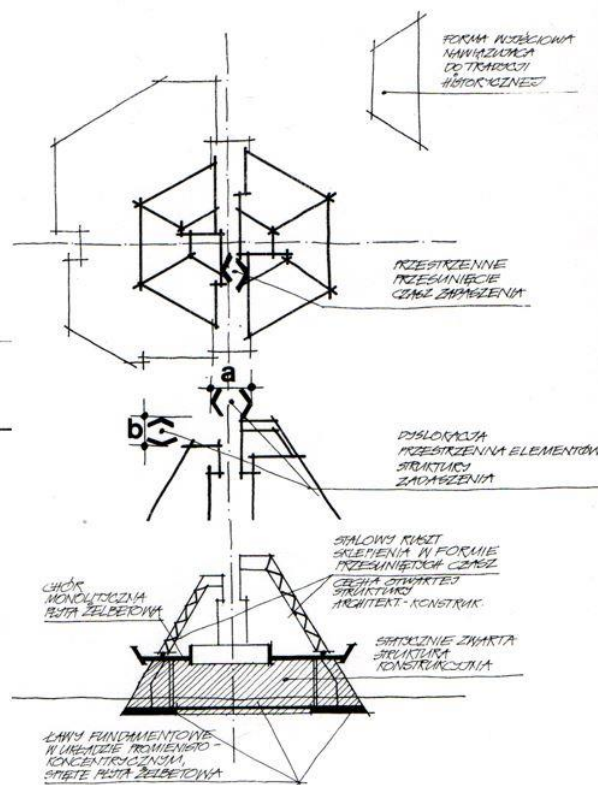 FORMA WYJŚCIOWA
NAWIĄZUJĄCA
DO TRADYCJI
HISTORYCZNEJ
PRZESTRZENNE
PRZESUNIĘCIE
CZASZ ZADASZENIA
a
b
DYSLOKACJA
PRZESTRZENNA ELEMENTÓW
STRUKTURY
ZADASZENIA
STALOWY RUSZT
SKLEPIENIA W FORMIE
PRZESUNIĘTYCH CZASZ
CECHA OTWARTEJ
STRUKTURY
ARCHITEKT-KONSTRUK.
CHÓR
MONOLITYCZNA
PŁYTA ŻELBETOWA
STATYCZNIE ZWARTA
STRUKTURA
KONSTRUKCYJNA
ŁAWY FUNDAMENTOWE
W UKŁADZIE PROMIENISTO-
KONCENTRYCZNYM,
SPIĘTE PŁYTĄ ŻELBETOWĄ